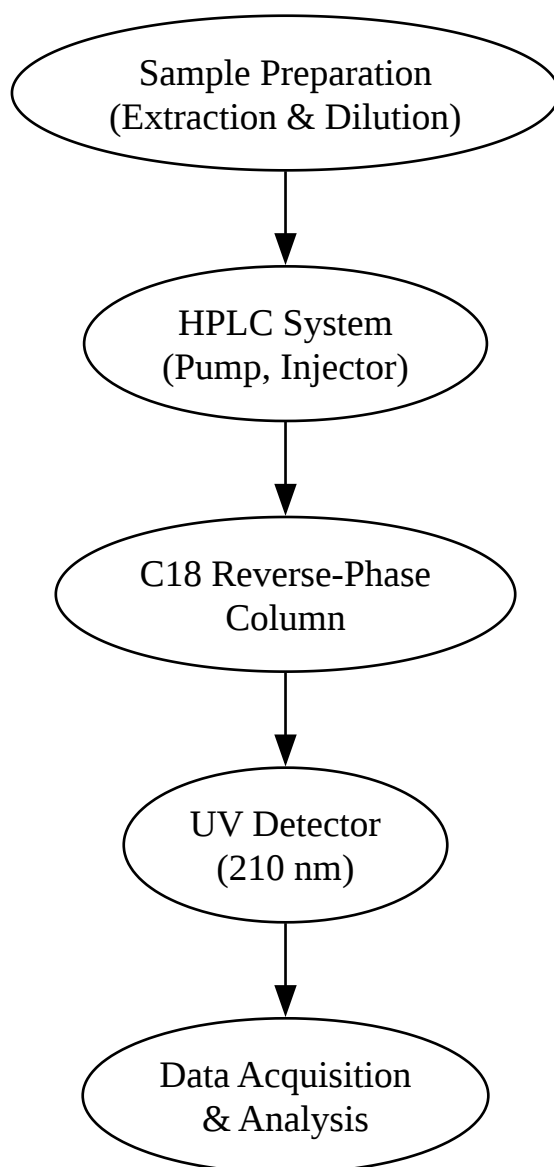 Sample Preparation
(Extraction & Dilution)
HPLC System
(Pump, Injector)
C18 Reverse-Phase
Column
UV Detector
(210 nm)
Data Acquisition
& Analysis